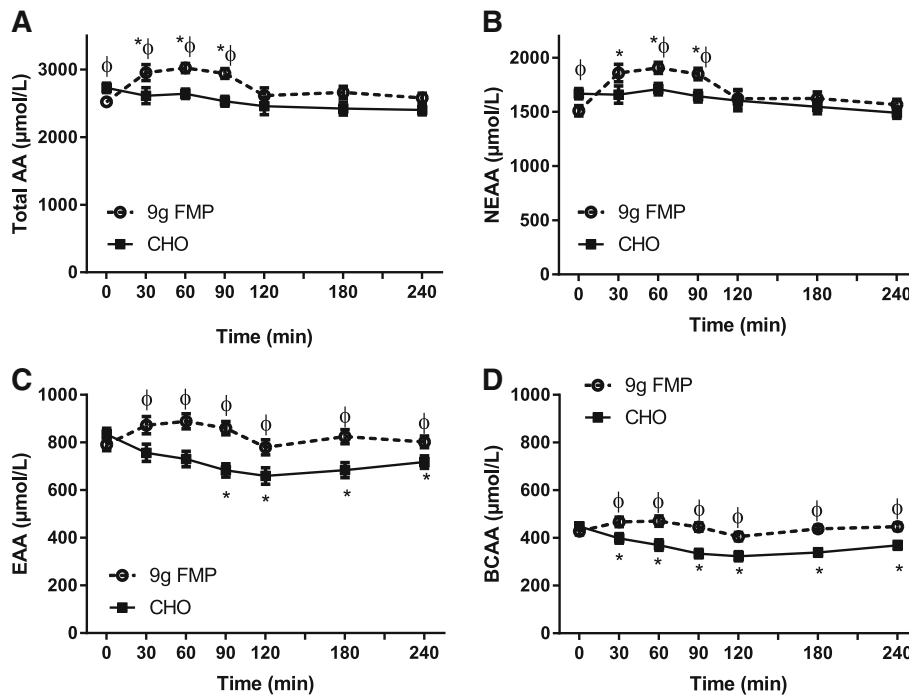 A
Total AA (µmol/L)
3000
2000
1000
0
ϕ
*ϕ
*ϕ
*ϕ
9g FMP
CHO
0 30 60 90 120 180 240
Time (min)
B
NEAA (µmol/L)
2000
1500
1000
500
0
ϕ
*
*ϕ
*ϕ
9g FMP
CHO
0 30 60 90 120 180 240
Time (min)
C
EAA (µmol/L)
1000
800
600
400
200
0
ϕ ϕ ϕ ϕ ϕ ϕ
* * * *
9g FMP
CHO
0 30 60 90 120 180 240
Time (min)
D
BCAA (µmol/L)
1000
800
600
400
200
0
9g FMP
CHO
ϕ ϕ ϕ ϕ ϕ ϕ
* * * * * *
0 30 60 90 120 180 240
Time (min)